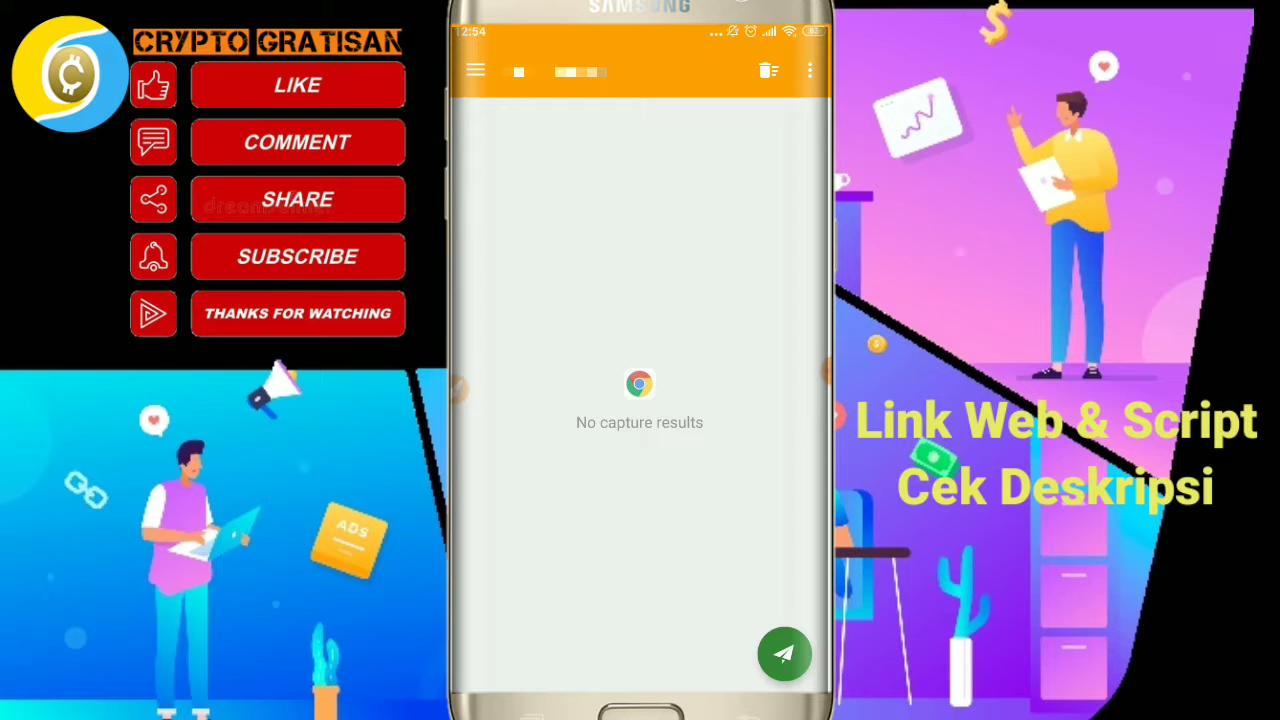 CRYPTO GRATISAN
LIKE
COMMENT
SHARE
SUBSCRIBE
THANKS FOR WATCHING
SAMSUNG
12:54
No capture results
Link Web & Script
Cek Deskripsi
ADS